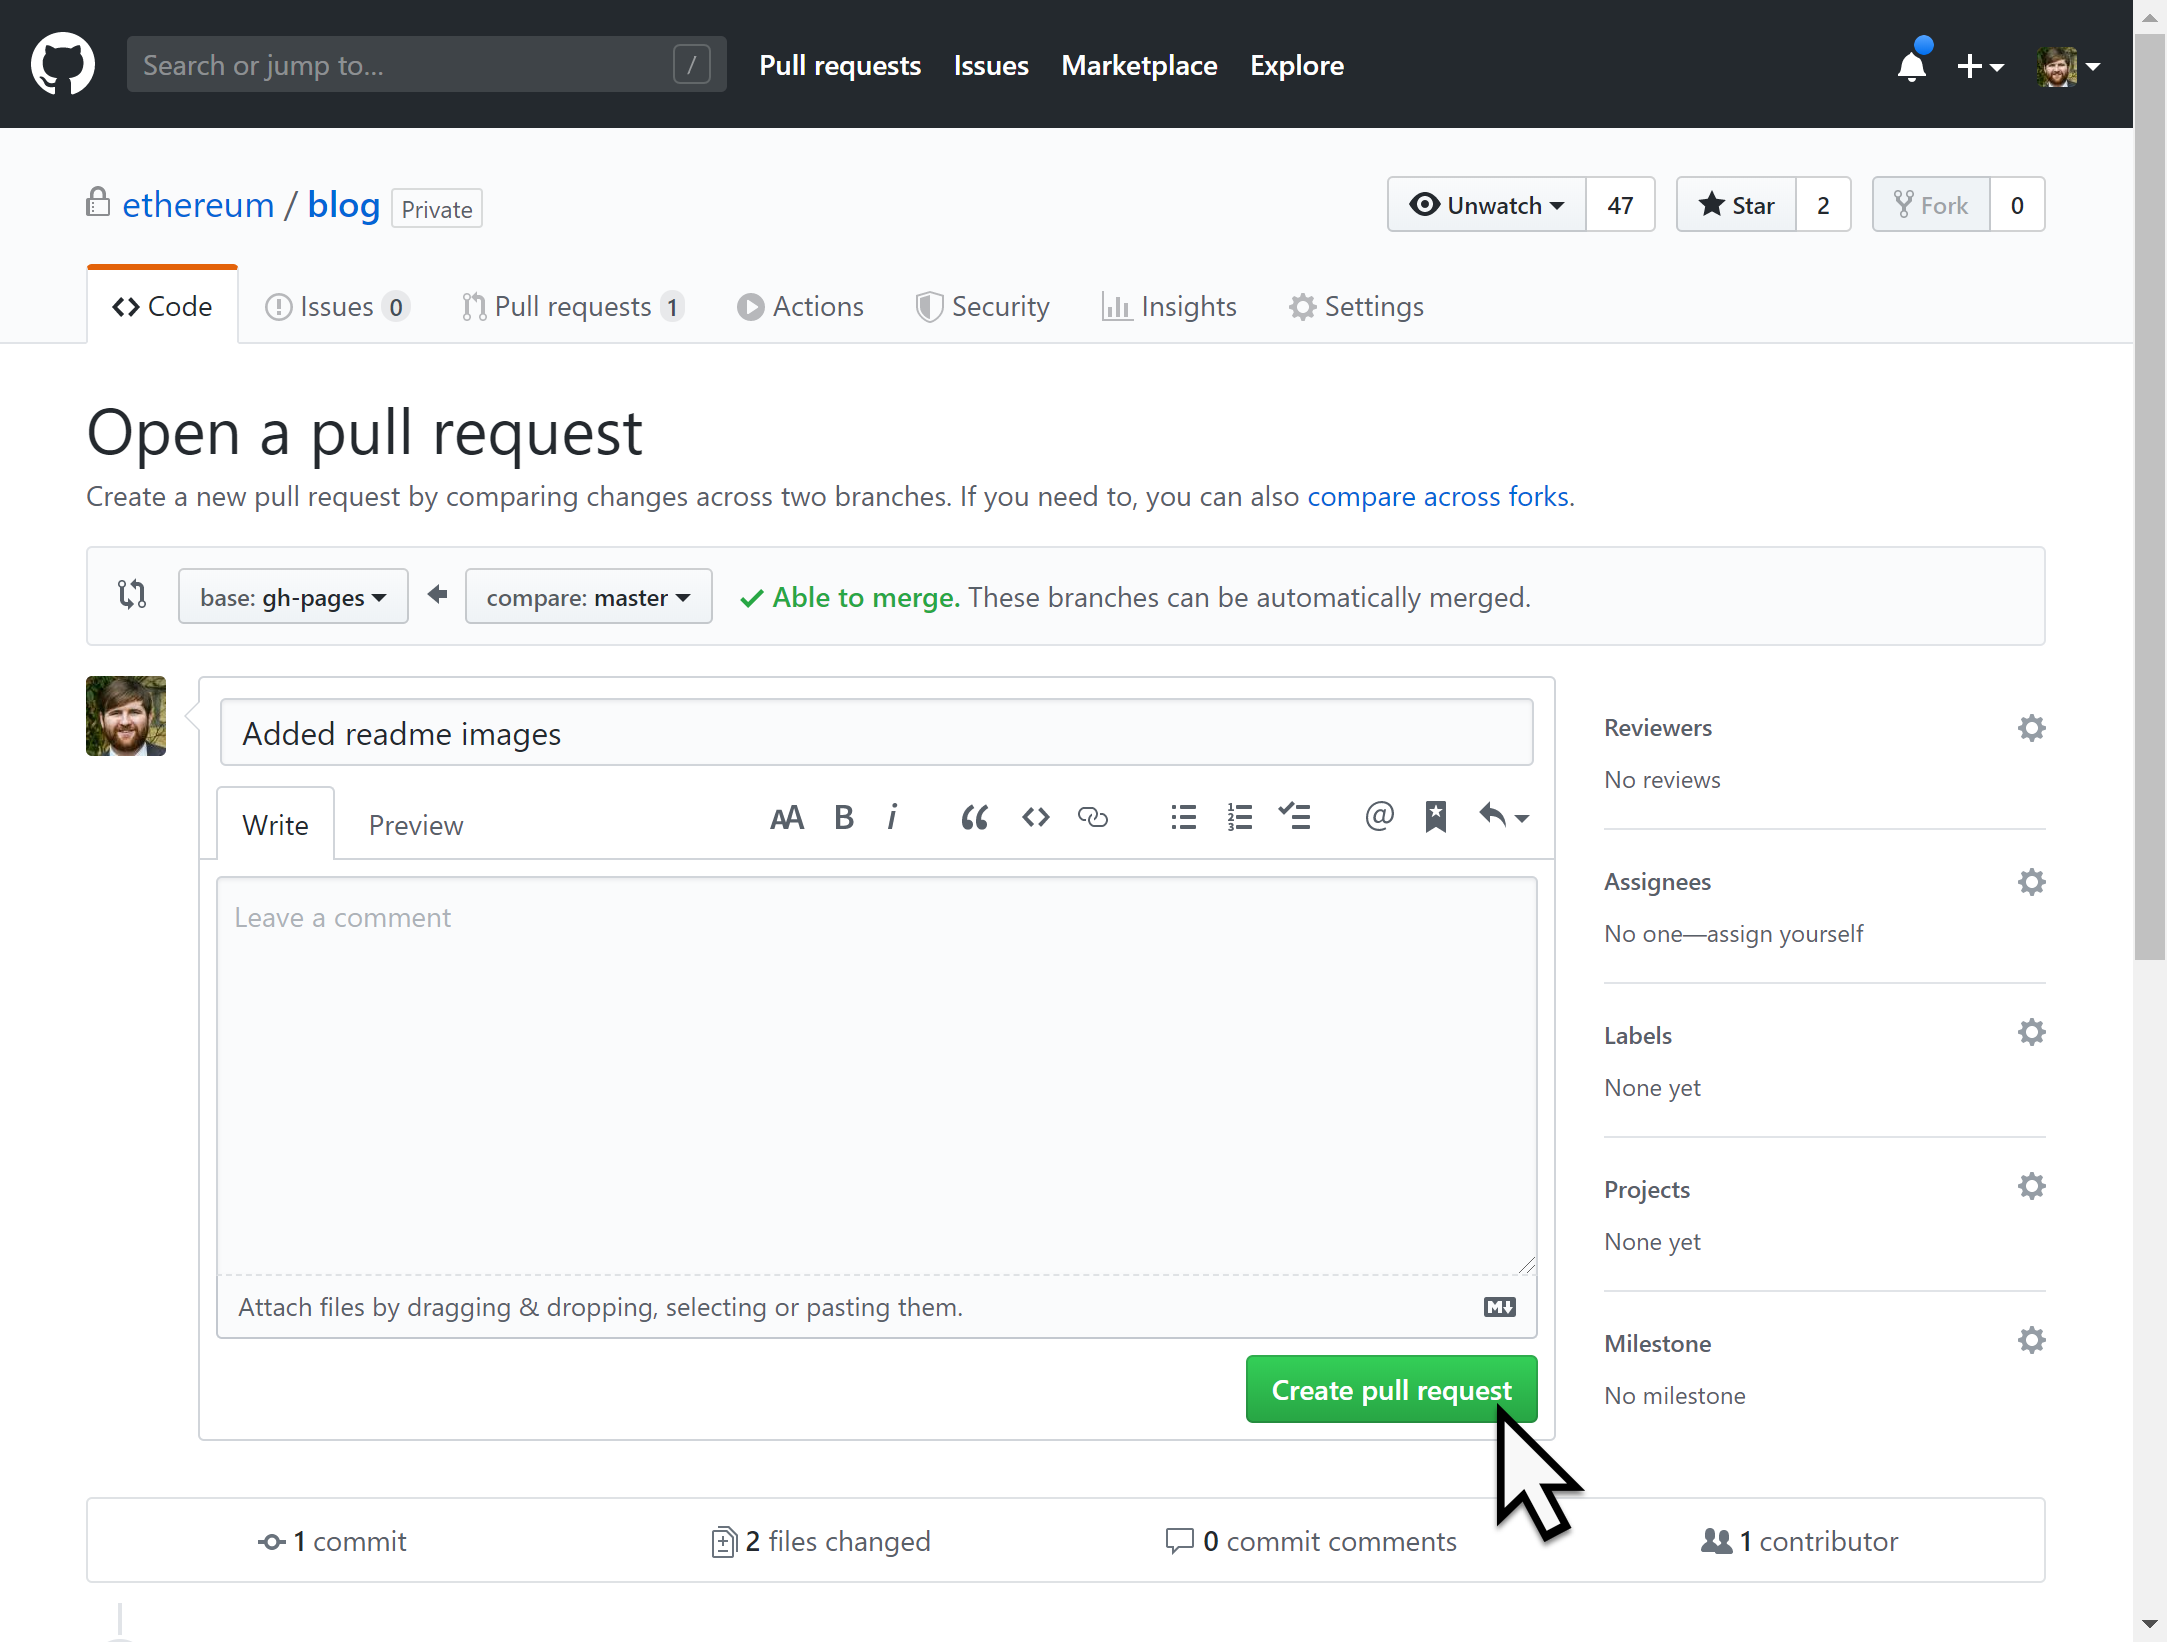 Search or jump to... / Pull requests Issues Marketplace Explore
ethereum / blog Private Unwatch 47 Star 2 Fork 0
Code Issues 0 Pull requests 1 Actions Security Insights Settings
Open a pull request
Create a new pull request by comparing changes across two branches. If you need to, you can also compare across forks.
base: gh-pages compare: master Able to merge. These branches can be automatically merged.
Added readme images
Write Preview AA B i “ <> @
Leave a comment
Attach files by dragging & dropping, selecting or pasting them. M
Create pull request
Reviewers
No reviews
Assignees
No one—assign yourself
Labels
None yet
Projects
None yet
Milestone
No milestone
1 commit 2 files changed 0 commit comments 1 contributor